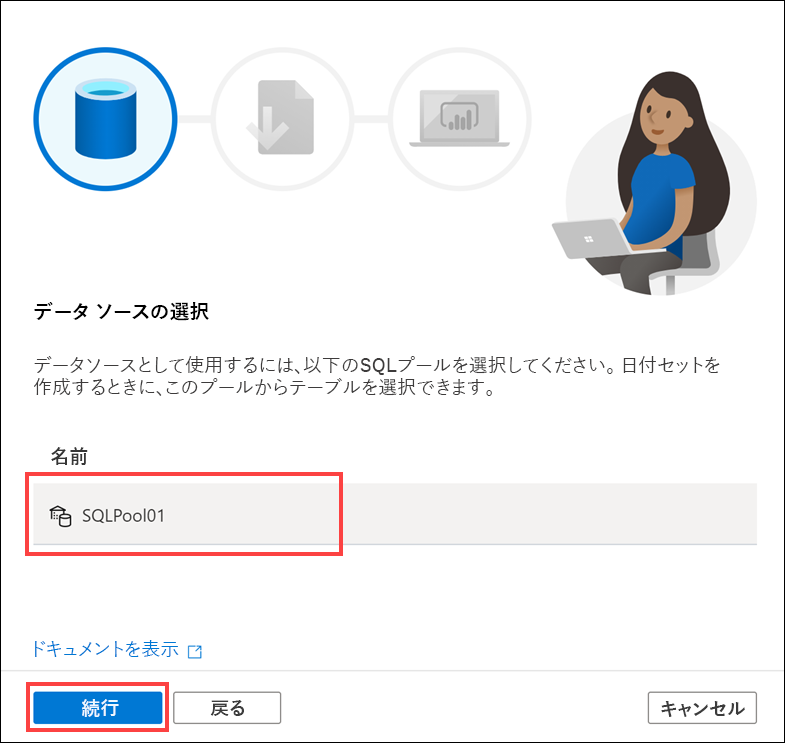 データ ソースの選択
データソースとして使用するには、以下のSQLプールを選択してください。 日付セットを
作成するときに、このプールからテーブルを選択できます。
名前
SQLPool01
ドキュメントを表示
続行
戻る
キャンセル